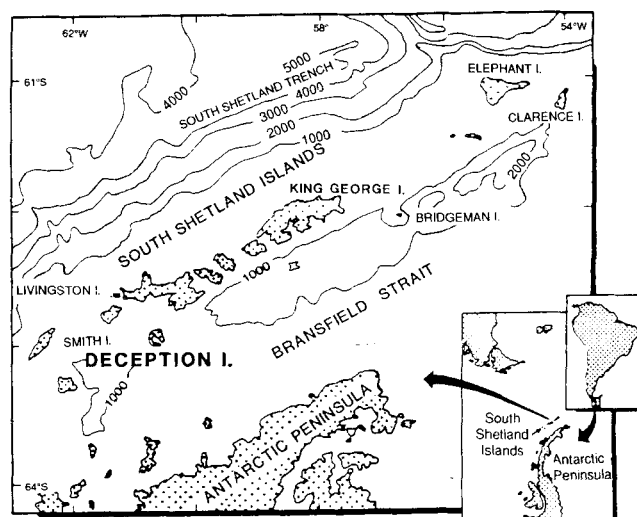 62°W
58°
54°W
61°S
5000
4000
SOUTH SHETLAND TRENCH
4000
3000
2000
1000
ELEPHANT I.
CLARENCE I.
2000
SOUTH SHETLAND ISLANDS
KING GEORGE I.
BRIDGEMAN I.
1000
LIVINGSTON I.
BRANSFIELD STRAIT
SMITH I.
DECEPTION I.
1000
ANTARCTIC PENINSULA
64°S
South
Shetland
Islands
Antarctic
Peninsula